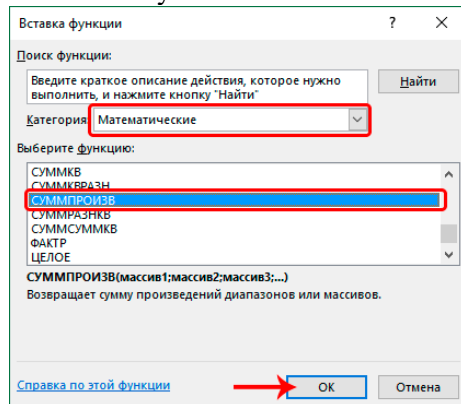 Вставка функции ? ×
Поиск функции:
Введите краткое описание действия, которое нужно
выполнить, и нажмите кнопку "Найти"
Найти
Категория: Математические
Выберите функцию:
СУММКВ
СУММКВРАЗН
СУММПРОИЗВ
СУММРАЗНКВ
СУММСУММКВ
ФАКТР
ЦЕЛОЕ
СУММПРОИЗВ(массив1;массив2;массив3;...)
Возвращает сумму произведений диапазонов или массивов.
Справка по этой функции
ОК
Отмена